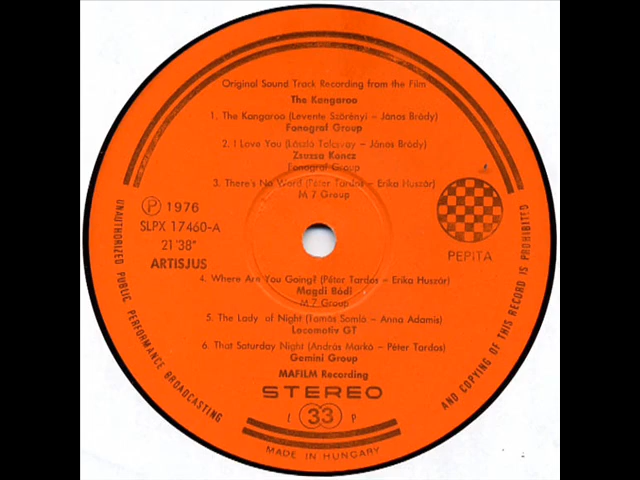 Original Sound Track Recording from the Film
The Kangaroo
1. The Kangaroo (Levente Szörényi – János Bródy)
Fonograf Group
2. I Love You (László Tolcsvay – János Bródy)
Zsuzsa Koncz
Fonograf Group
3. There's No Word (Péter Tardos – Erika Huszár)
M 7 Group
Ⓟ 1976
SLPX 17460-A
21'38"
ARTISJUS
PEPITA
4. Where Are You Going? (Péter Tardos – Erika Huszár)
Magdi Bódi
M 7 Group
5. The Lady of Night (Tamás Somló – Anna Adamis)
Locomotiv GT
6. That Saturday Night (András Markó – Péter Tardos)
Gemini Group
MAFILM Recording
STEREO
L 33 P
MADE IN HUNGARY
UNAUTHORIZED PUBLIC PERFORMANCE BROADCASTING
AND COPYING OF THIS RECORD IS PROHIBITED